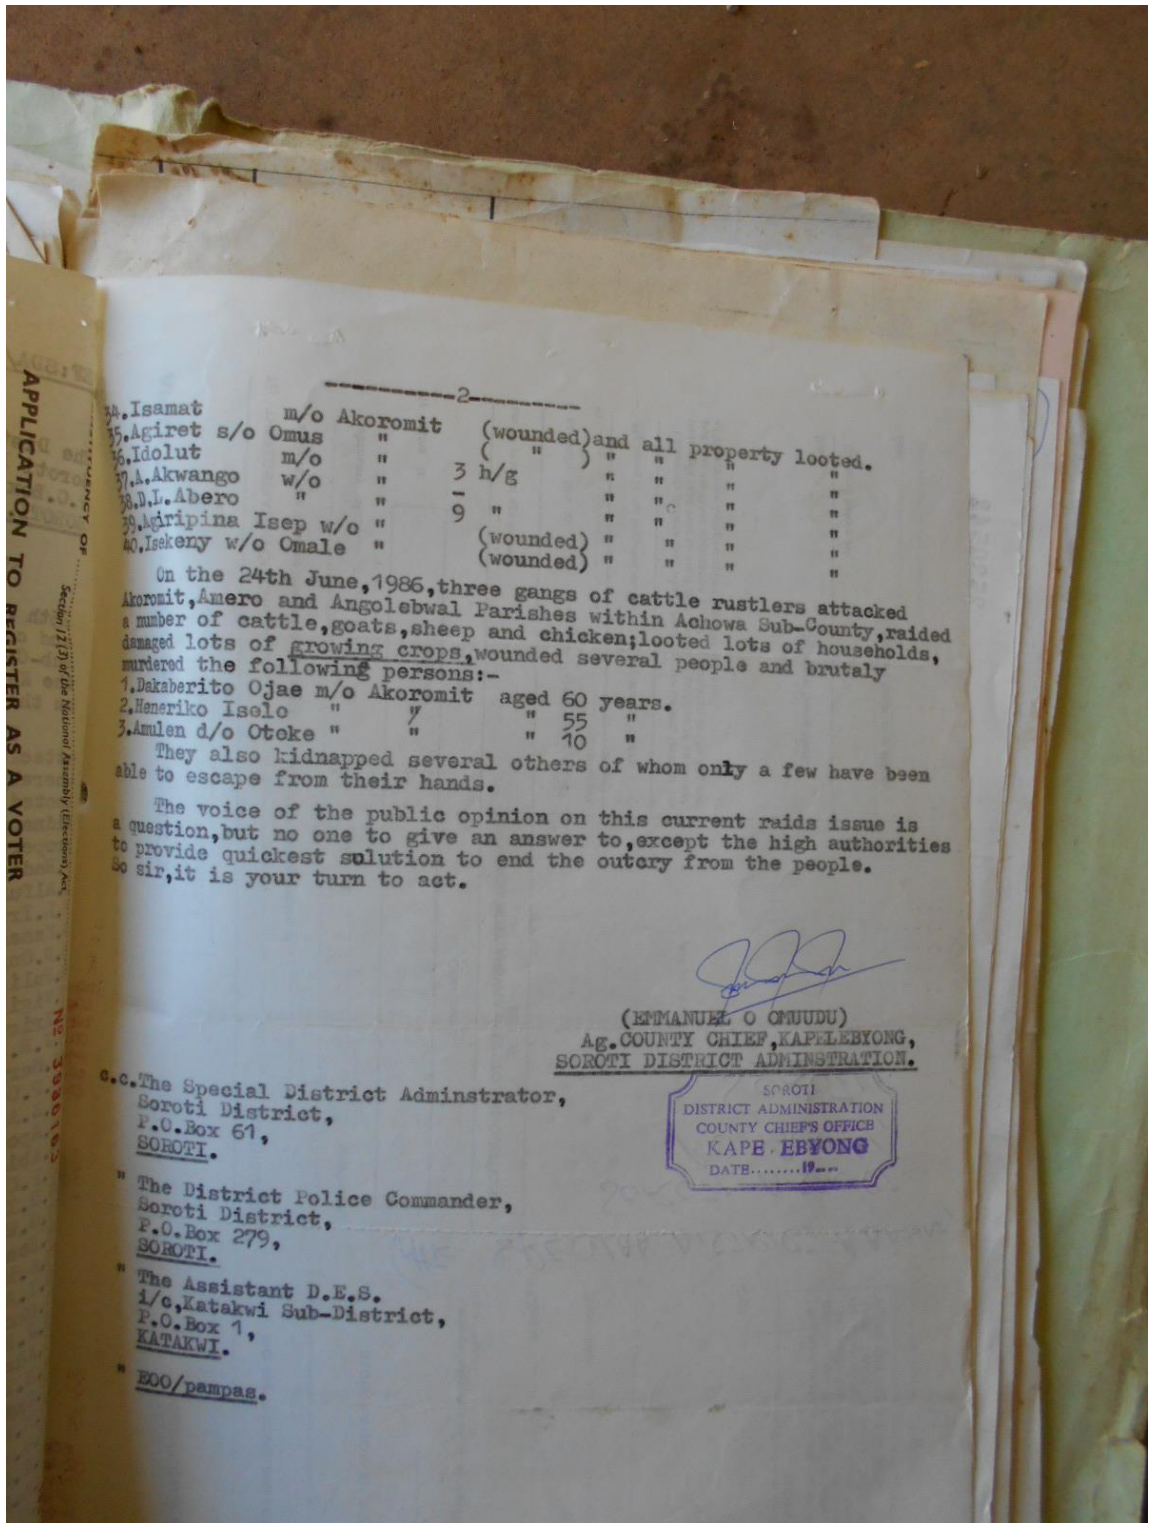 -2-
34.Isamat m/o Akoromit (wounded)and all property looted.
35.Agiret s/o Omus " ( " ) " " " "
36.Idolut m/o " 3 h/g " " " "
37.A.Akwango w/o " - " " " "
38.D.L.Abero " " 9 " " " " "
39.Agiripina Isep w/o " (wounded) " " " "
40.Isekeny w/o Omale " (wounded) " " " "
On the 24th June,1986,three gangs of cattle rustlers attacked
Akoromit,Amero and Angolebwal Parishes within Achowa Sub-County,raided
a number of cattle,goats,sheep and chicken;looted lots of households,
damaged lots of growing crops,wounded several people and brutaly
murdered the following persons:-
1.Dakaberito Ojae m/o Akoromit aged 60 years.
2.Heneriko Iselo " " " 55 "
3.Amulen d/o Otoke " " " 10 "
They also kidnapped several others of whom only a few have been
able to escape from their hands.
The voice of the public opinion on this current raids issue is
a question,but no one to give an answer to,except the high authorities
to provide quickest solution to end the outcry from the people.
So sir,it is your turn to act.
(EMMANUEL O OMUUDU)
Ag.COUNTY CHIEF,KAPELEBYONG,
SOROTI DISTRICT ADMINSTRATION.
SOROTI
DISTRICT ADMINISTRATION
COUNTY CHIEF'S OFFICE
KAPE EBYONG
DATE........19
c.c.The Special District Adminstrator,
Soroti District,
P.O.Box 61,
SOROTI.
" The District Police Commander,
Soroti District,
P.O.Box 279,
SOROTI.
" The Assistant D.E.S.
i/c,Katakwi Sub-District,
P.O.Box 1,
KATAKWI.
" EOO/pampas.
APPLICATION TO REGISTER AS A VOTER
Section 12(3) of the National Assembly (Elections) Act.